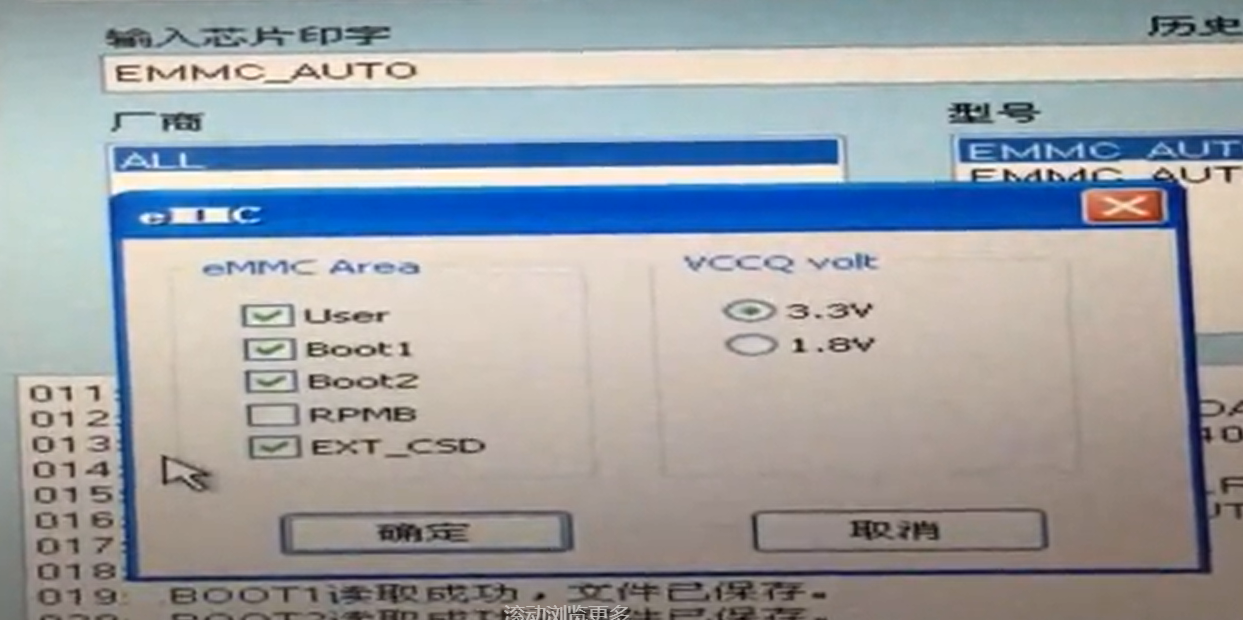 输入芯片印字
历史
EMMC_AUTO
厂商
型号
ALL
EMMC_AUT
EMMC_AUT
eMMC Area
VCCQ volt
User
3.3V
Boot1
1.8V
Boot2
RPMB
EXT_CSD
确定
取消
011:
012:
013:
014:
015:
016:
017:
018:
019: BOOT1读取成功，文件已保存。
020: BOOT2读取成功，文件已保存。
滚动浏览更多